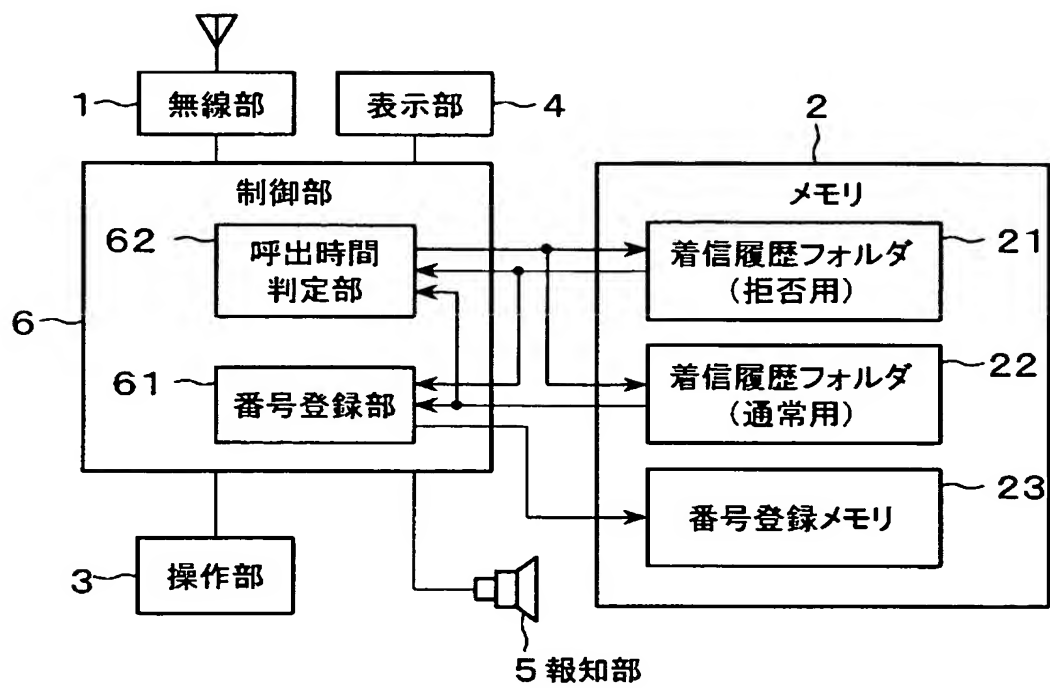 1
無線部
表示部
4
2
制御部
メモリ
62
呼出時間
判定部
着信履歴フォルダ
(拒否用)
21
6
61
番号登録部
着信履歴フォルダ
(通常用)
22
番号登録メモリ
23
3
操作部
5 報知部